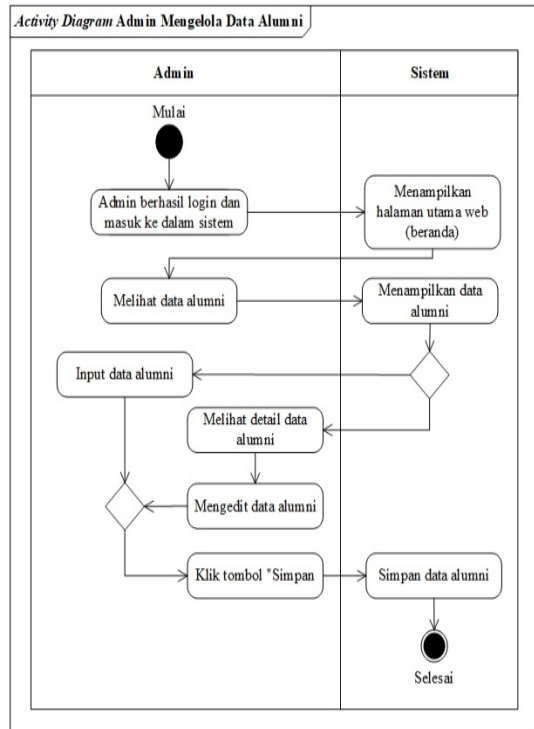 Activity Diagram Admin Mengelola Data Alumni
Admin
Sistem
Mulai
Admin berhasil login dan
masuk ke dalam sistem
Menampilkan
halaman utama web
(beranda)
Melihat data alumni
Menampilkan data
alumni
Input data alumni
Melihat detail data
alumni
Mengedit data alumni
Klik tombol "Simpan
Simpan data alumni
Selesai